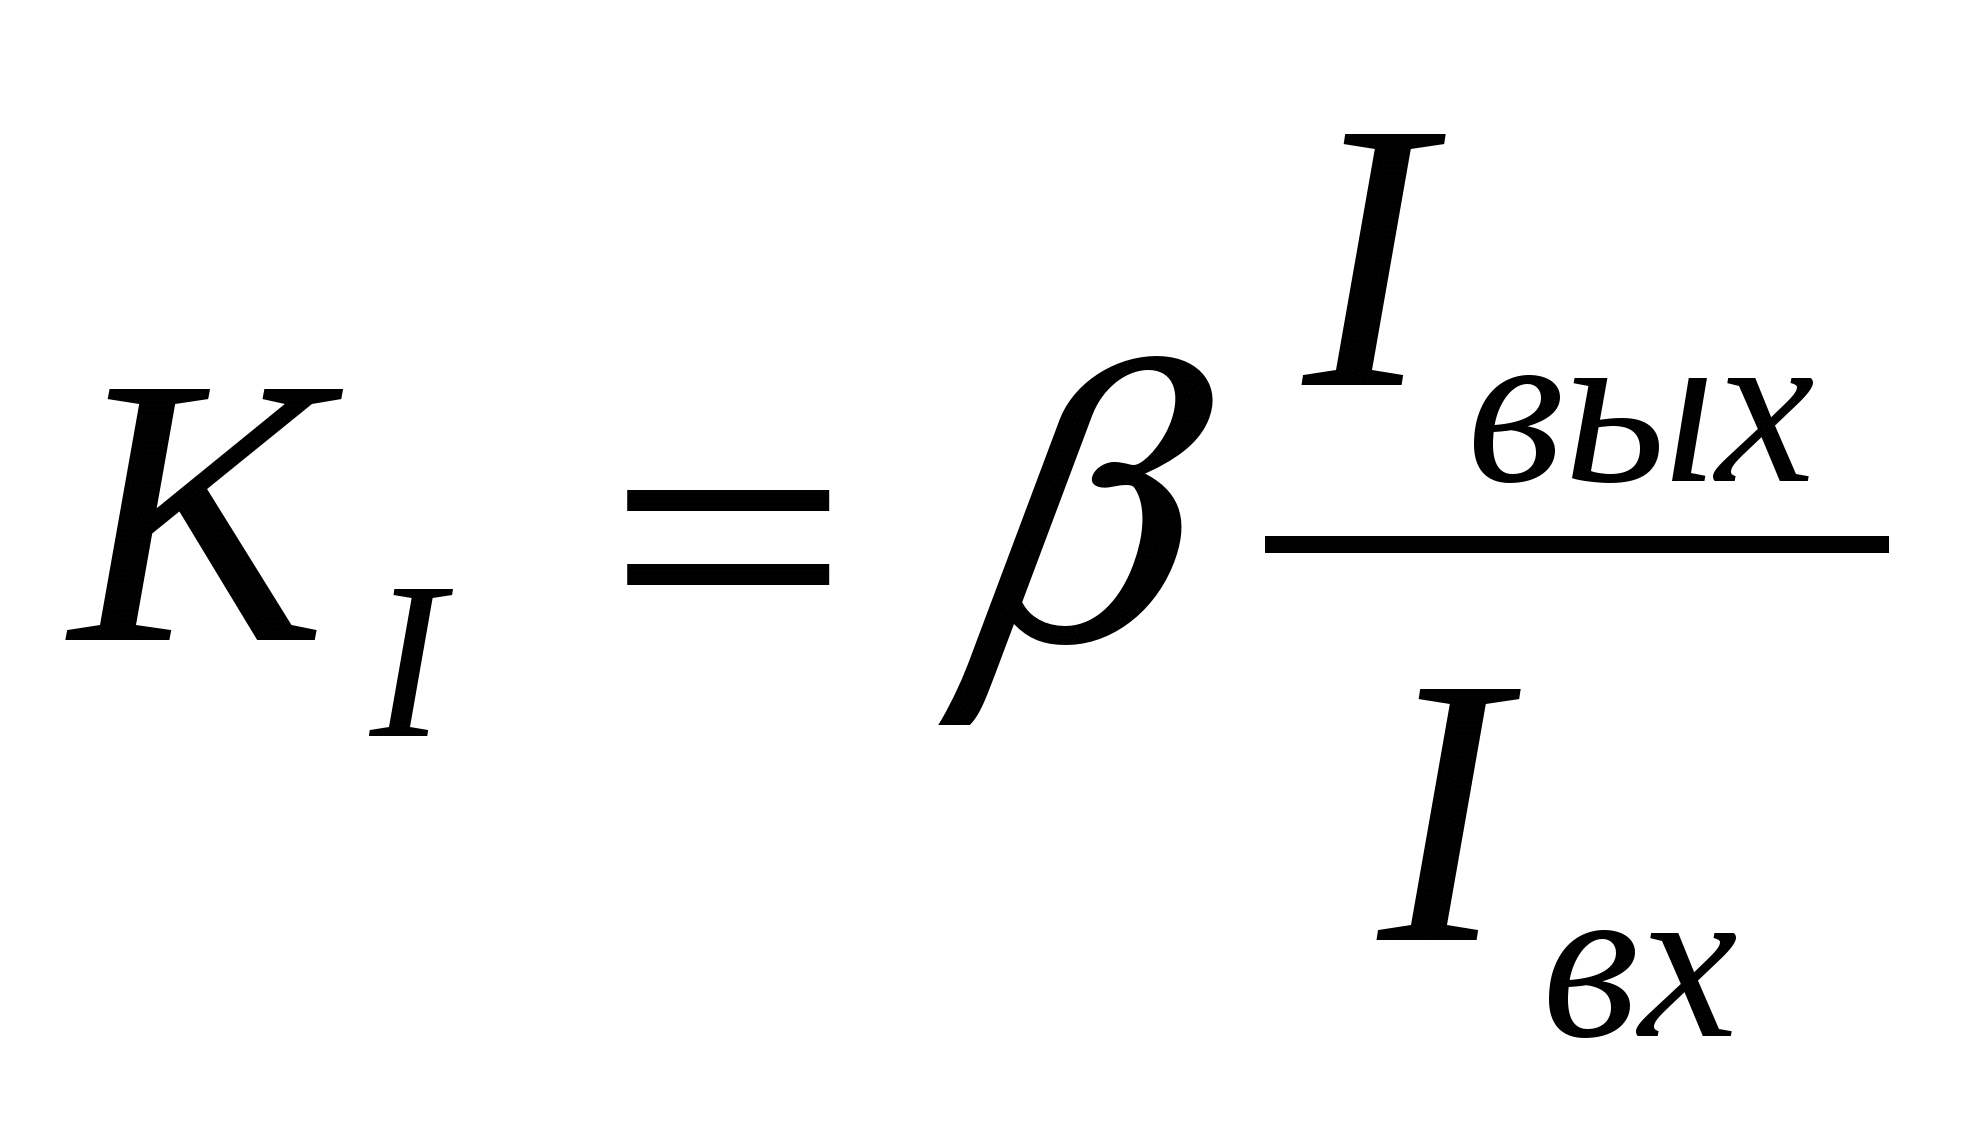 K_I = β I_вых / I_вх